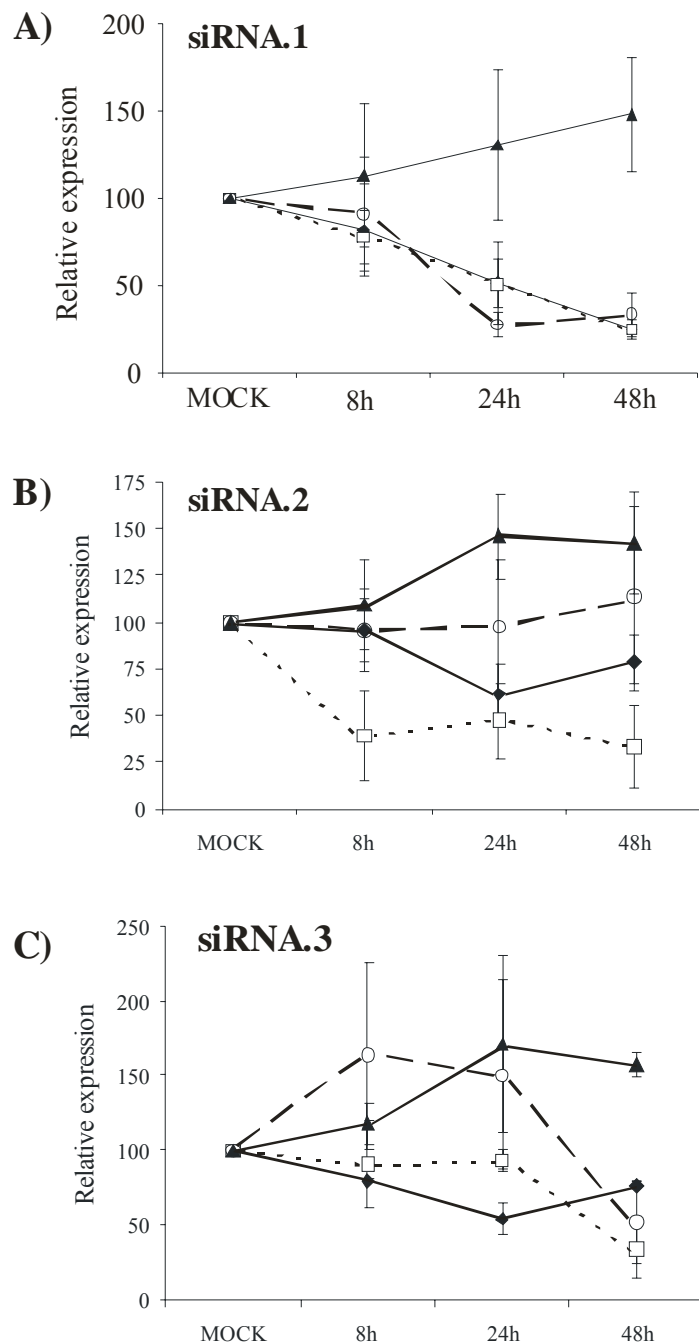 A)
siRNA.1
Relative expression
200
150
100
50
0
MOCK 8h 24h 48h
B)
siRNA.2
Relative expression
175
150
125
100
75
50
25
0
MOCK 8h 24h 48h
C)
siRNA.3
Relative expression
250
200
150
100
50
0
MOCK 8h 24h 48h